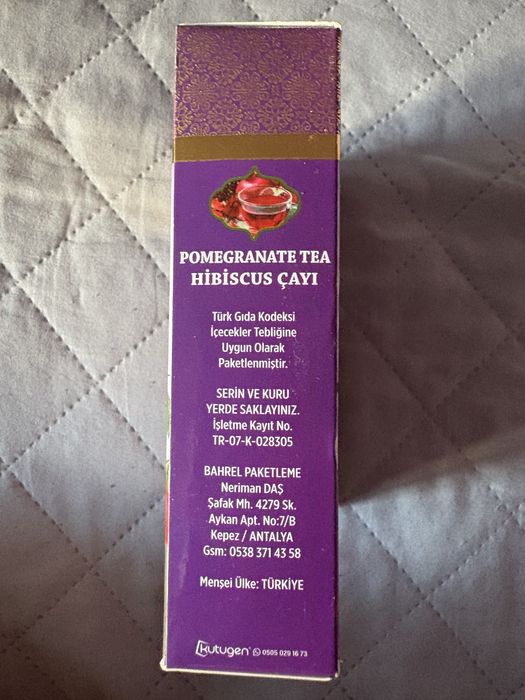 POMEGRANATE TEA
HİBİSCUS ÇAYI
Türk Gıda Kodeksi
İçecekler Tebliğine
Uygun Olarak
Paketlenmiştir.
SERİN VE KURU
YERDE SAKLAYINIZ.
İşletme Kayıt No.
TR-07-K-028305
BAHREL PAKETLEME
Neriman DAŞ
Şafak Mh. 4279 Sk.
Aykan Apt. No:7/B
Kepez / ANTALYA
Gsm: 0538 371 43 58
Menşei Ülke: TÜRKİYE
kutugen® 0505 029 16 73